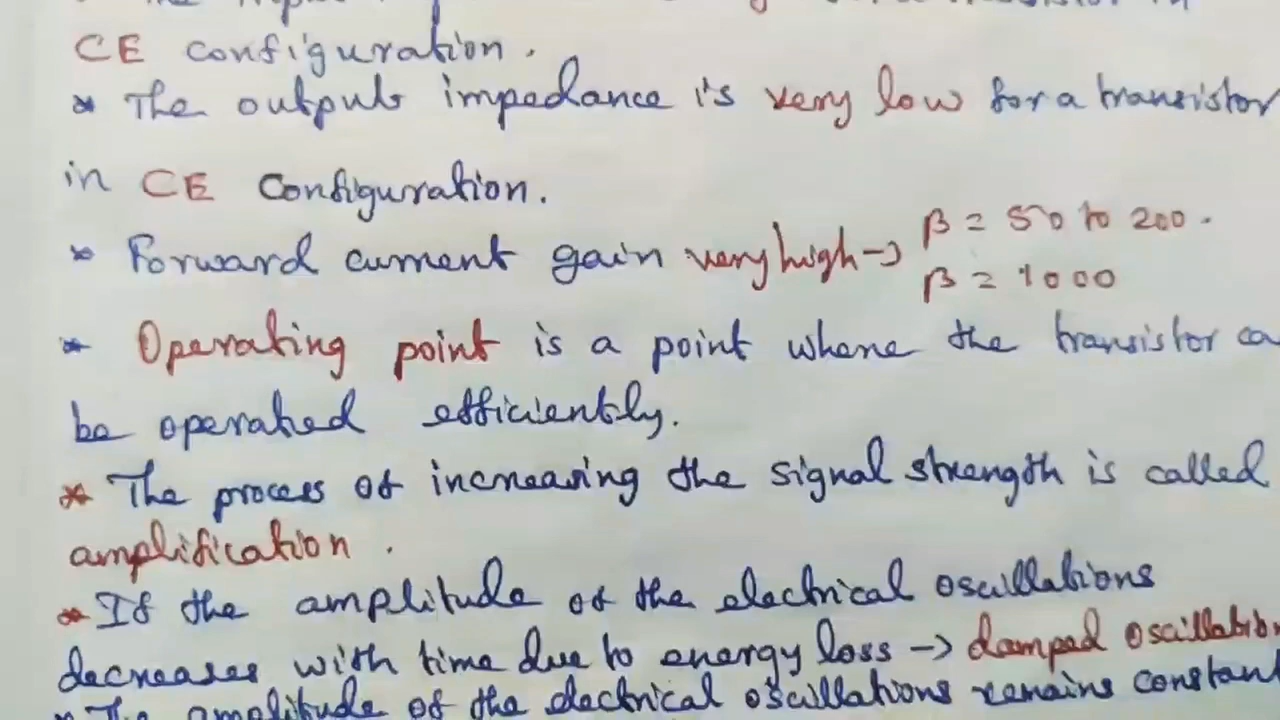 CE configuration.
* The output impedance is very low for a transistor
in CE Configuration.
* Forward current gain very high → β = 50 to 200.
β = 1000
* Operating point is a point where the transistor ca
be operated efficiently.
* The process of increasing the signal strength is called
amplification.
* If the amplitude of the electrical oscillations
decreases with time due to energy loss → damped oscillation
* The amplitude of the electrical oscillations remains constant